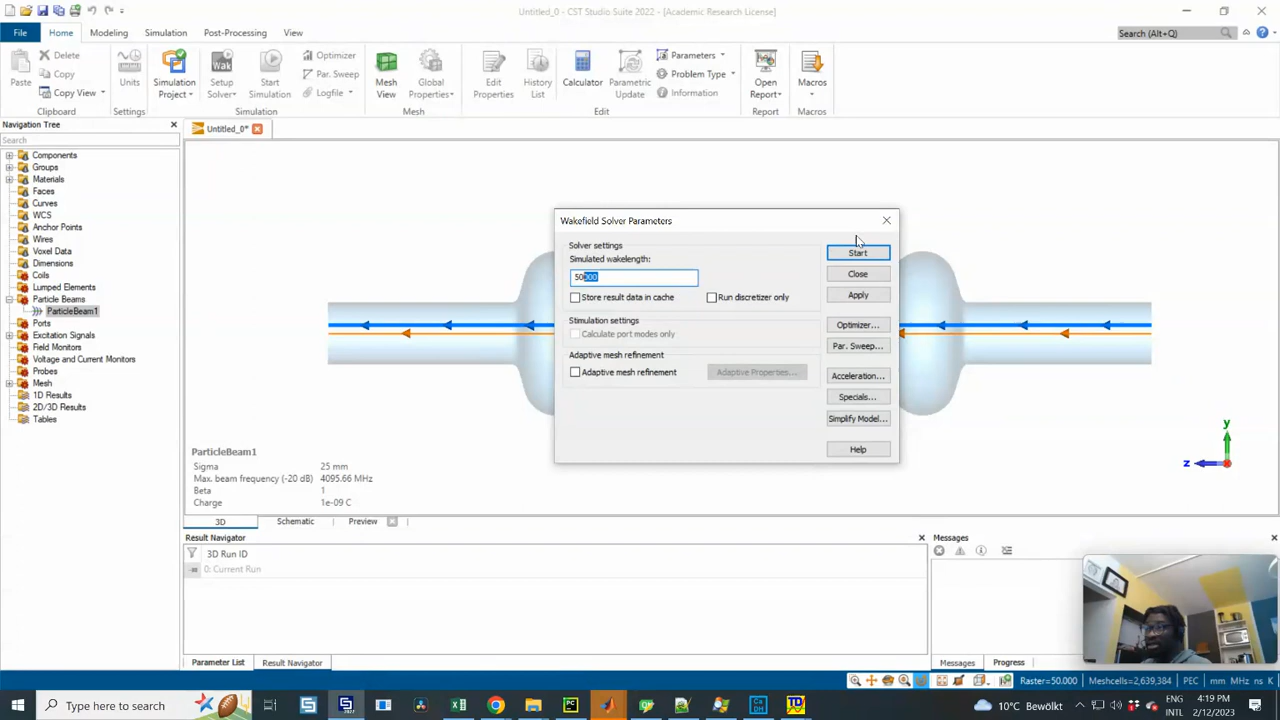 Untitled_0 - CST Studio Suite 2022 - [Academic Research License]
File Home Modeling Simulation Post-Processing View Search (Alt+Q)
Paste Delete Copy Copy View Clipboard
Units Settings
Simulation Project Wak Setup Solver Start Simulation Optimizer Par. Sweep Logfile Simulation
Mesh View Global Properties Mesh
Edit Properties History List Calculator Parametric Update Parameters Problem Type Information Edit
Open Report Report
Macros Macros
Navigation Tree
Untitled_0*
Search
Components
Groups
Materials
Faces
Curves
WCS
Anchor Points
Wires
Voxel Data
Dimensions
Coils
Lumped Elements
Particle Beams
ParticleBeam1
Ports
Excitation Signals
Field Monitors
Voltage and Current Monitors
Probes
Mesh
1D Results
2D/3D Results
Tables
Wakefield Solver Parameters
Solver settings
Simulated wakelength:
50000
Store result data in cache Run discretizer only
Stimulation settings
Calculate port modes only
Adaptive mesh refinement
Adaptive mesh refinement Adaptive Properties...
Start
Close
Apply
Optimizer...
Par. Sweep...
Acceleration...
Specials...
Simplify Model...
Help
y
z
ParticleBeam1
Sigma 25 mm
Max. beam frequency (-20 dB) 4095.66 MHz
Beta 1
Charge 1e-09 C
3D Schematic Preview
Result Navigator
3D Run ID
0: Current Run
Parameter List Result Navigator
Messages
Messages Progress
Raster=50.000 Meshcells=2,639,384 PEC mm MHz ns K
Type here to search
10°C Bewölkt
ENG
INTL
4:19 PM
2/12/2023